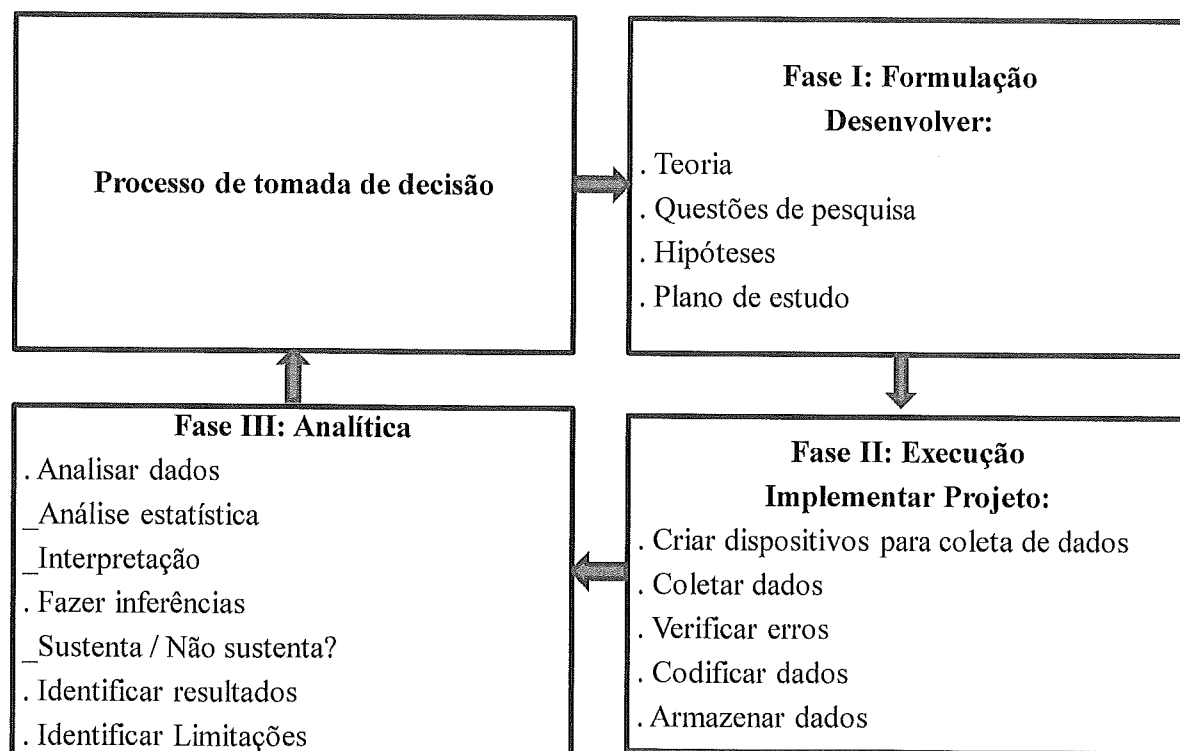 Processo de tomada de decisão
Fase I: Formulação
Desenvolver:
. Teoria
. Questões de pesquisa
. Hipóteses
. Plano de estudo
Fase II: Execução
Implementar Projeto:
. Criar dispositivos para coleta de dados
. Coletar dados
. Verificar erros
. Codificar dados
. Armazenar dados
Fase III: Analítica
. Analisar dados
_Análise estatística
_Interpretação
. Fazer inferências
_Sustenta / Não sustenta?
. Identificar resultados
. Identificar Limitações